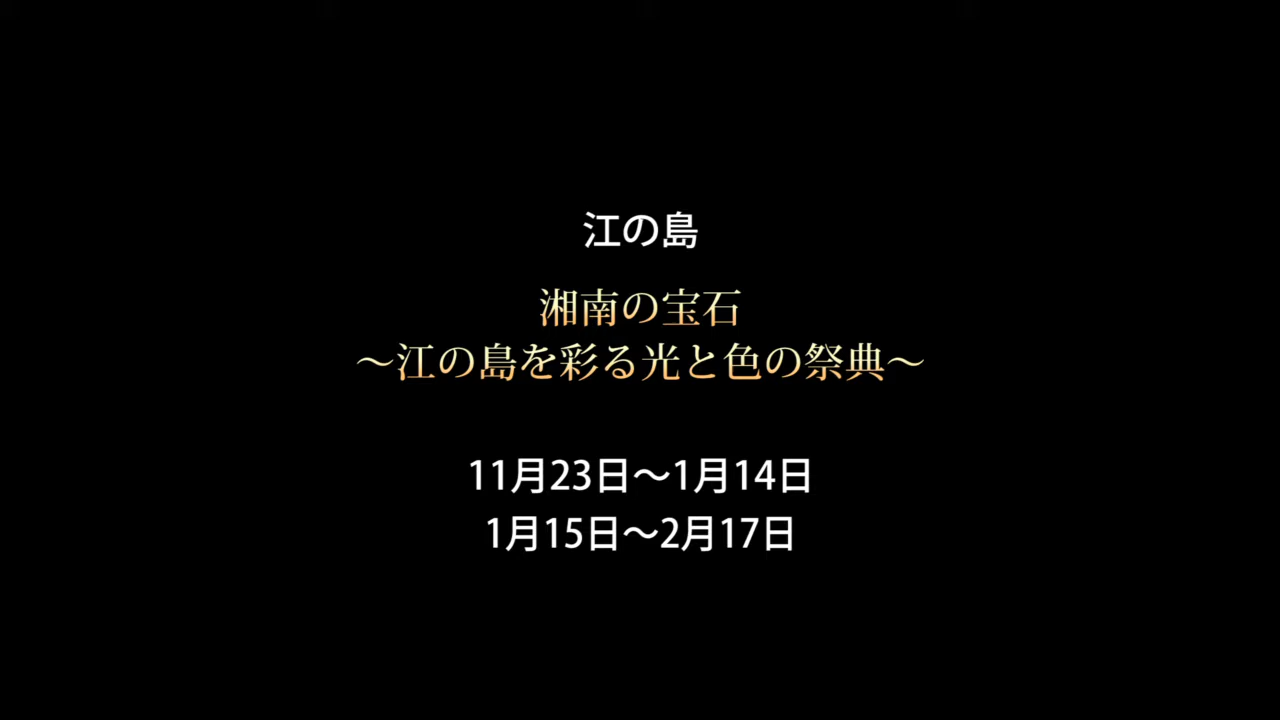 江の島
湘南の宝石
〜江の島を彩る光と色の祭典〜
11月23日〜1月14日
1月15日〜2月17日